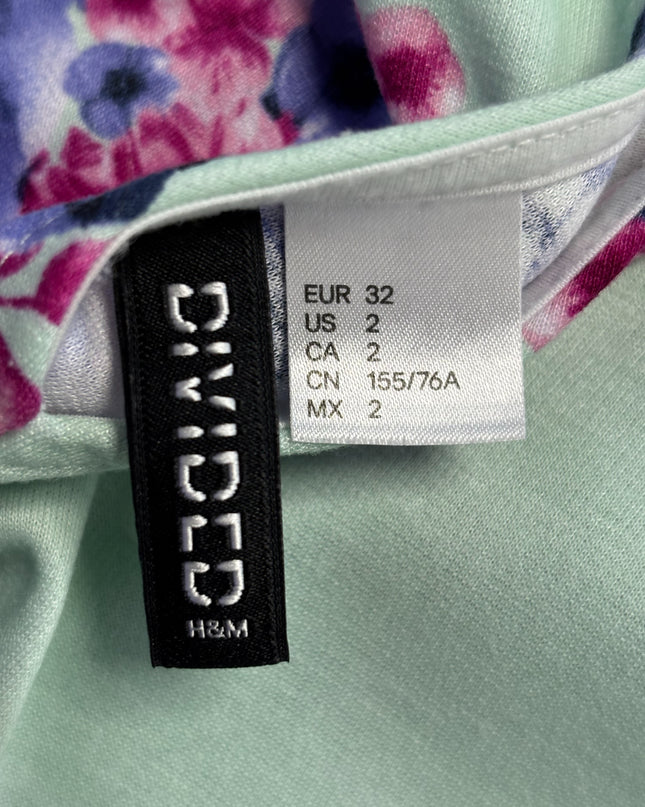 DIVIDED
H&M
EUR 32
US 2
CA 2
CN 155/76A
MX 2